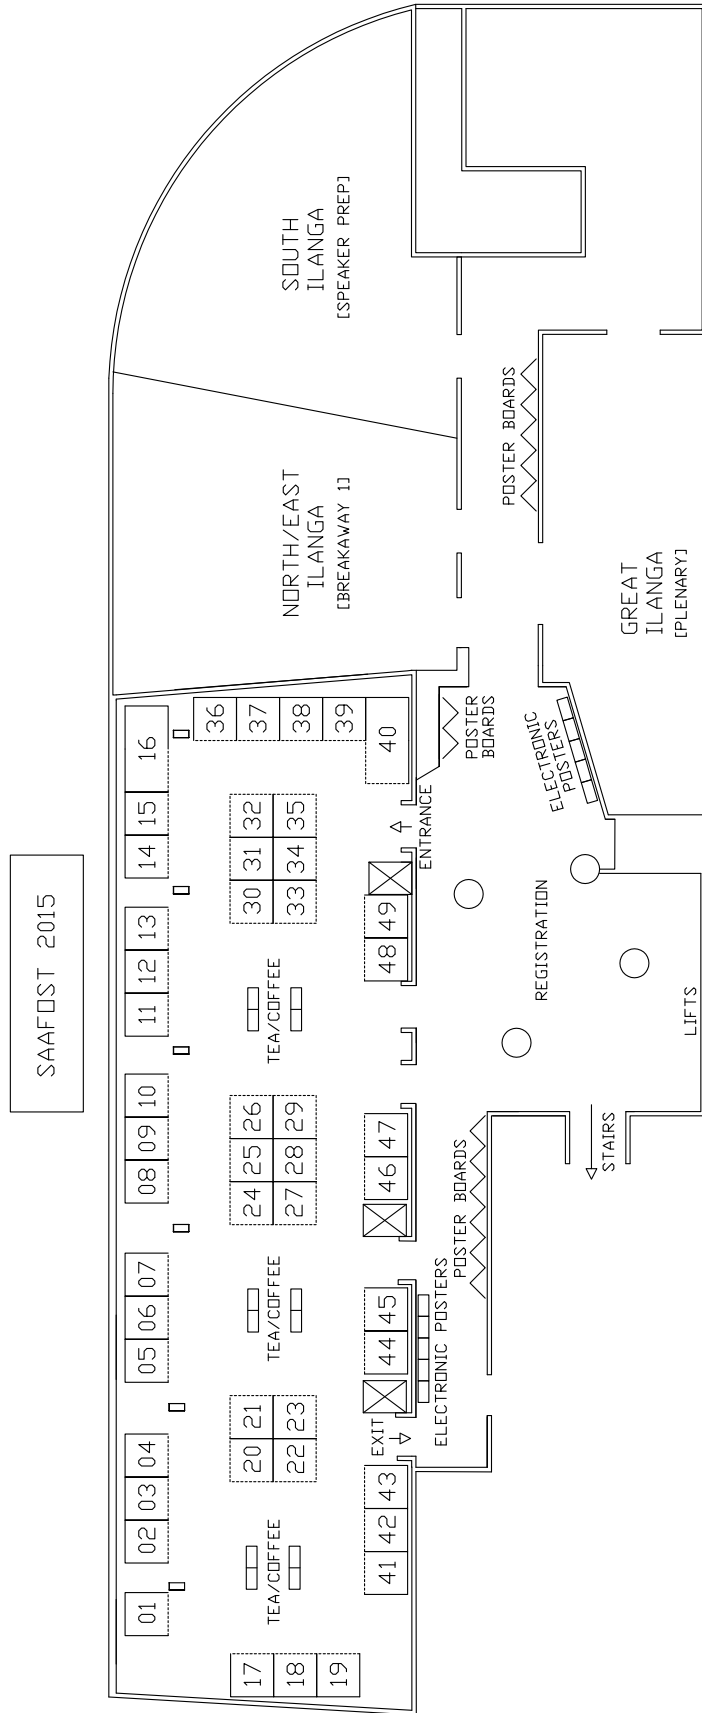 SAAFOST 2015
01
02
03
04
05
06
07
08
09
10
11
12
13
14
15
16
17
18
19
TEA/COFFEE
20
21
22
23
TEA/COFFEE
24
25
26
27
28
29
TEA/COFFEE
30
31
32
33
34
35
36
37
38
39
40
41
42
43
EXIT
44
45
46
47
48
49
ENTRANCE
ELECTRONIC POSTERS
POSTER BOARDS
STAIRS
LIFTS
REGISTRATION
POSTER
BOARDS
ELECTRONIC
POSTERS
POSTER BOARDS
NORTH/EAST
ILANGA
[BREAKAWAY 1]
SOUTH
ILANGA
[SPEAKER PREP]
GREAT
ILANGA
[PLENARY]